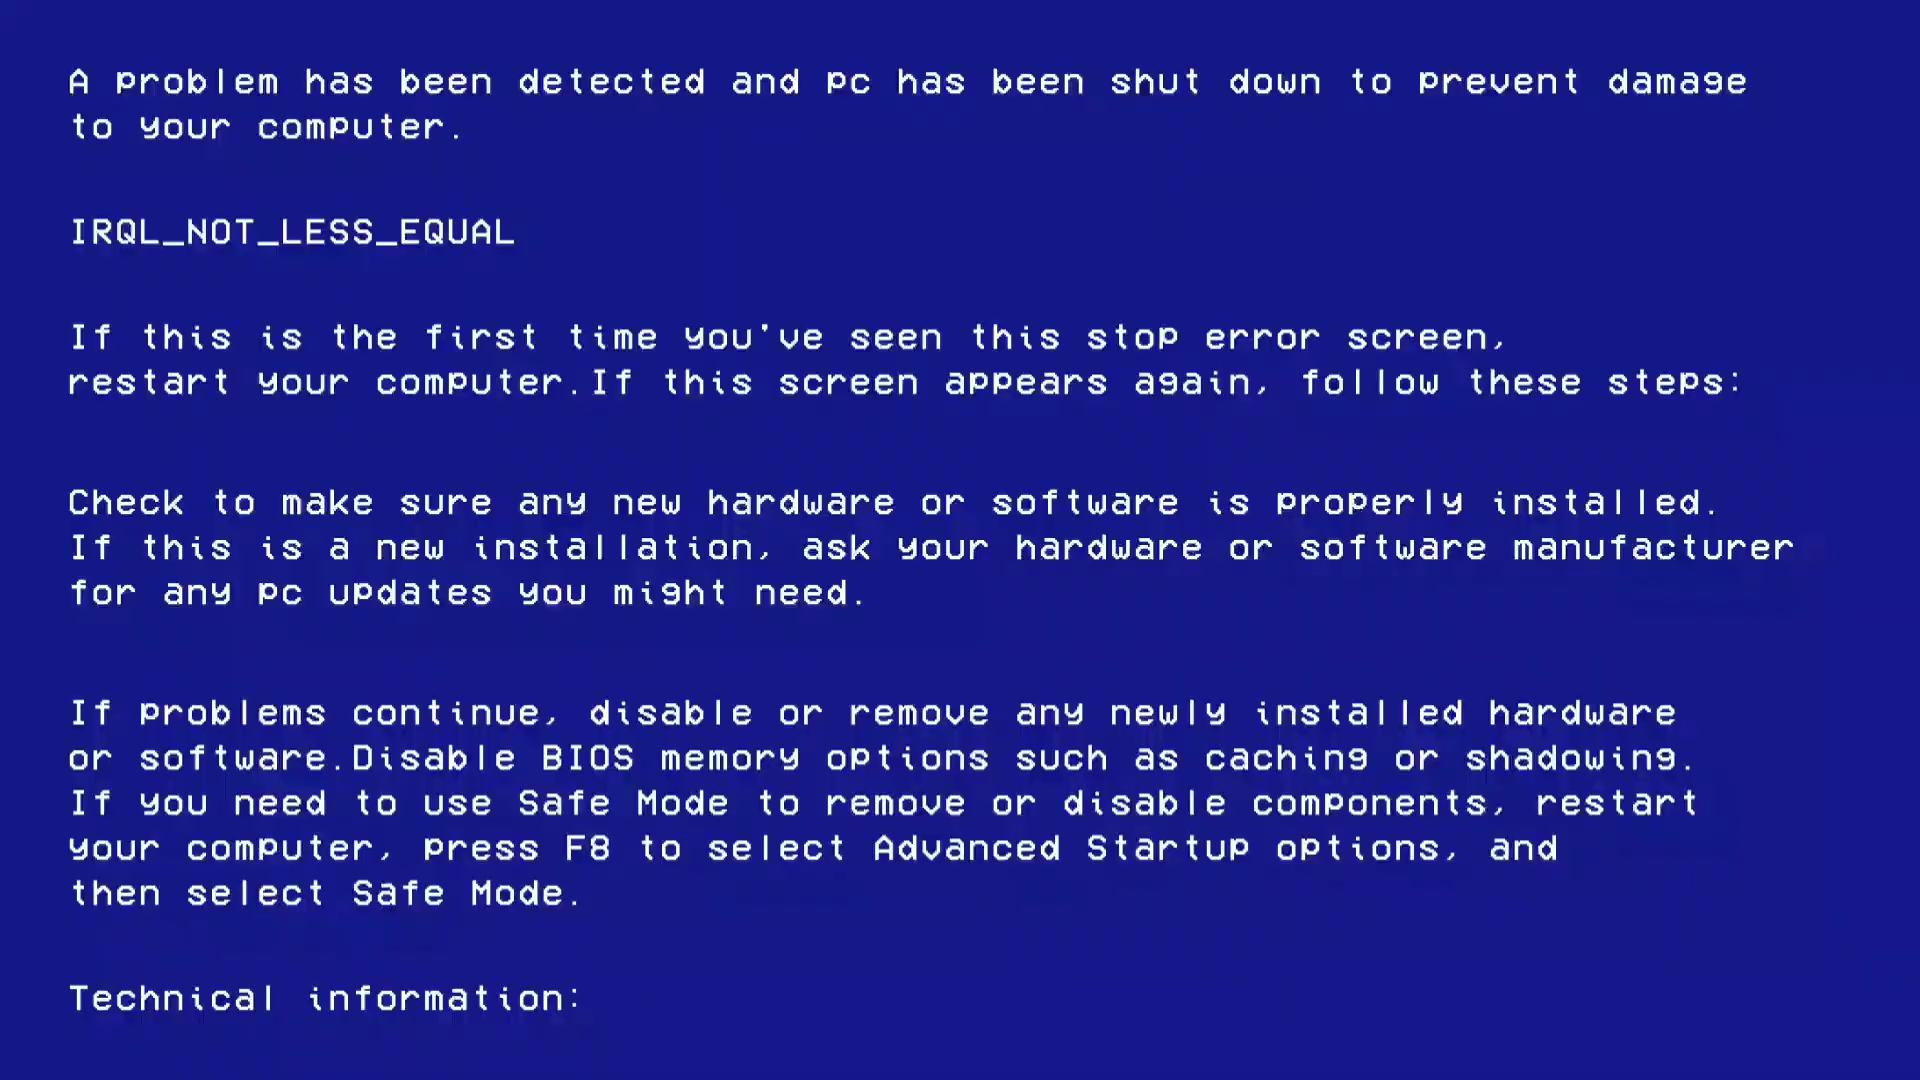 A problem has been detected and pc has been shut down to prevent damage
to your computer.
IRQL_NOT_LESS_EQUAL
If this is the first time you've seen this stop error screen,
restart your computer.If this screen appears again, follow these steps:
Check to make sure any new hardware or software is properly installed.
If this is a new installation, ask your hardware or software manufacturer
for any pc updates you might need.
If problems continue, disable or remove any newly installed hardware
or software.Disable BIOS memory options such as caching or shadowing.
If you need to use Safe Mode to remove or disable components, restart
your computer, press F8 to select Advanced Startup options, and
then select Safe Mode.
Technical information: